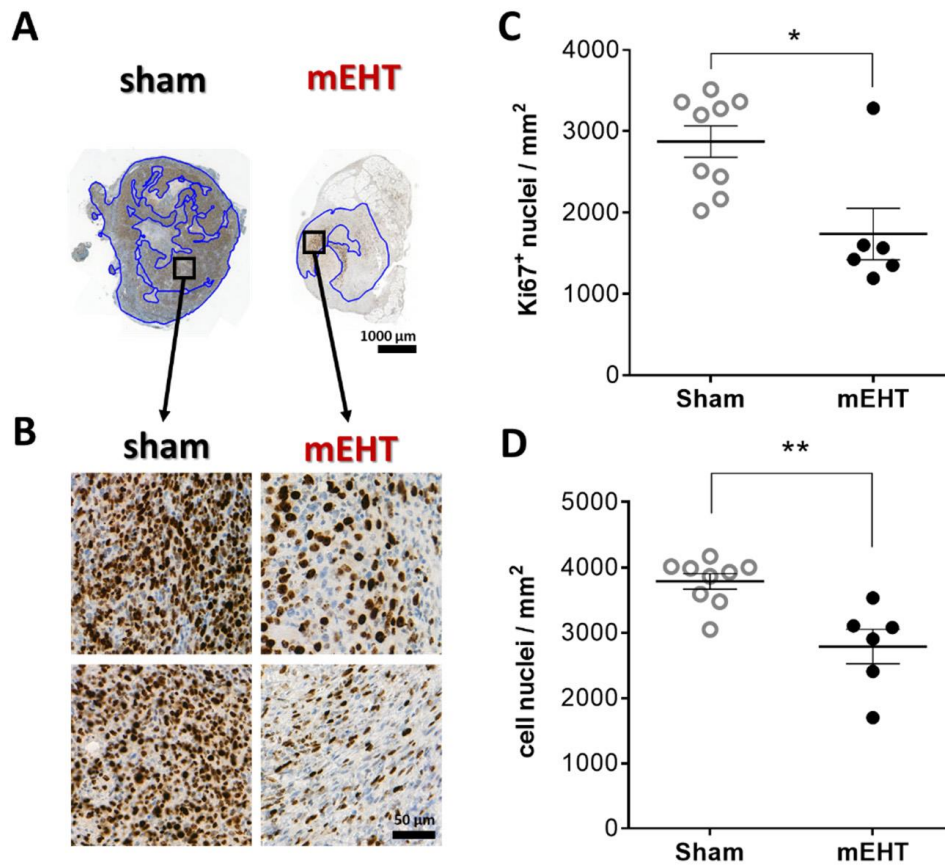 A
sham
mEHT
1000 µm
B
sham
mEHT
50 µm
C
*
Ki67⁺ nuclei / mm²
4000
3000
2000
1000
0
Sham
mEHT
D
**
cell nuclei / mm²
5000
4000
3000
2000
1000
0
Sham
mEHT